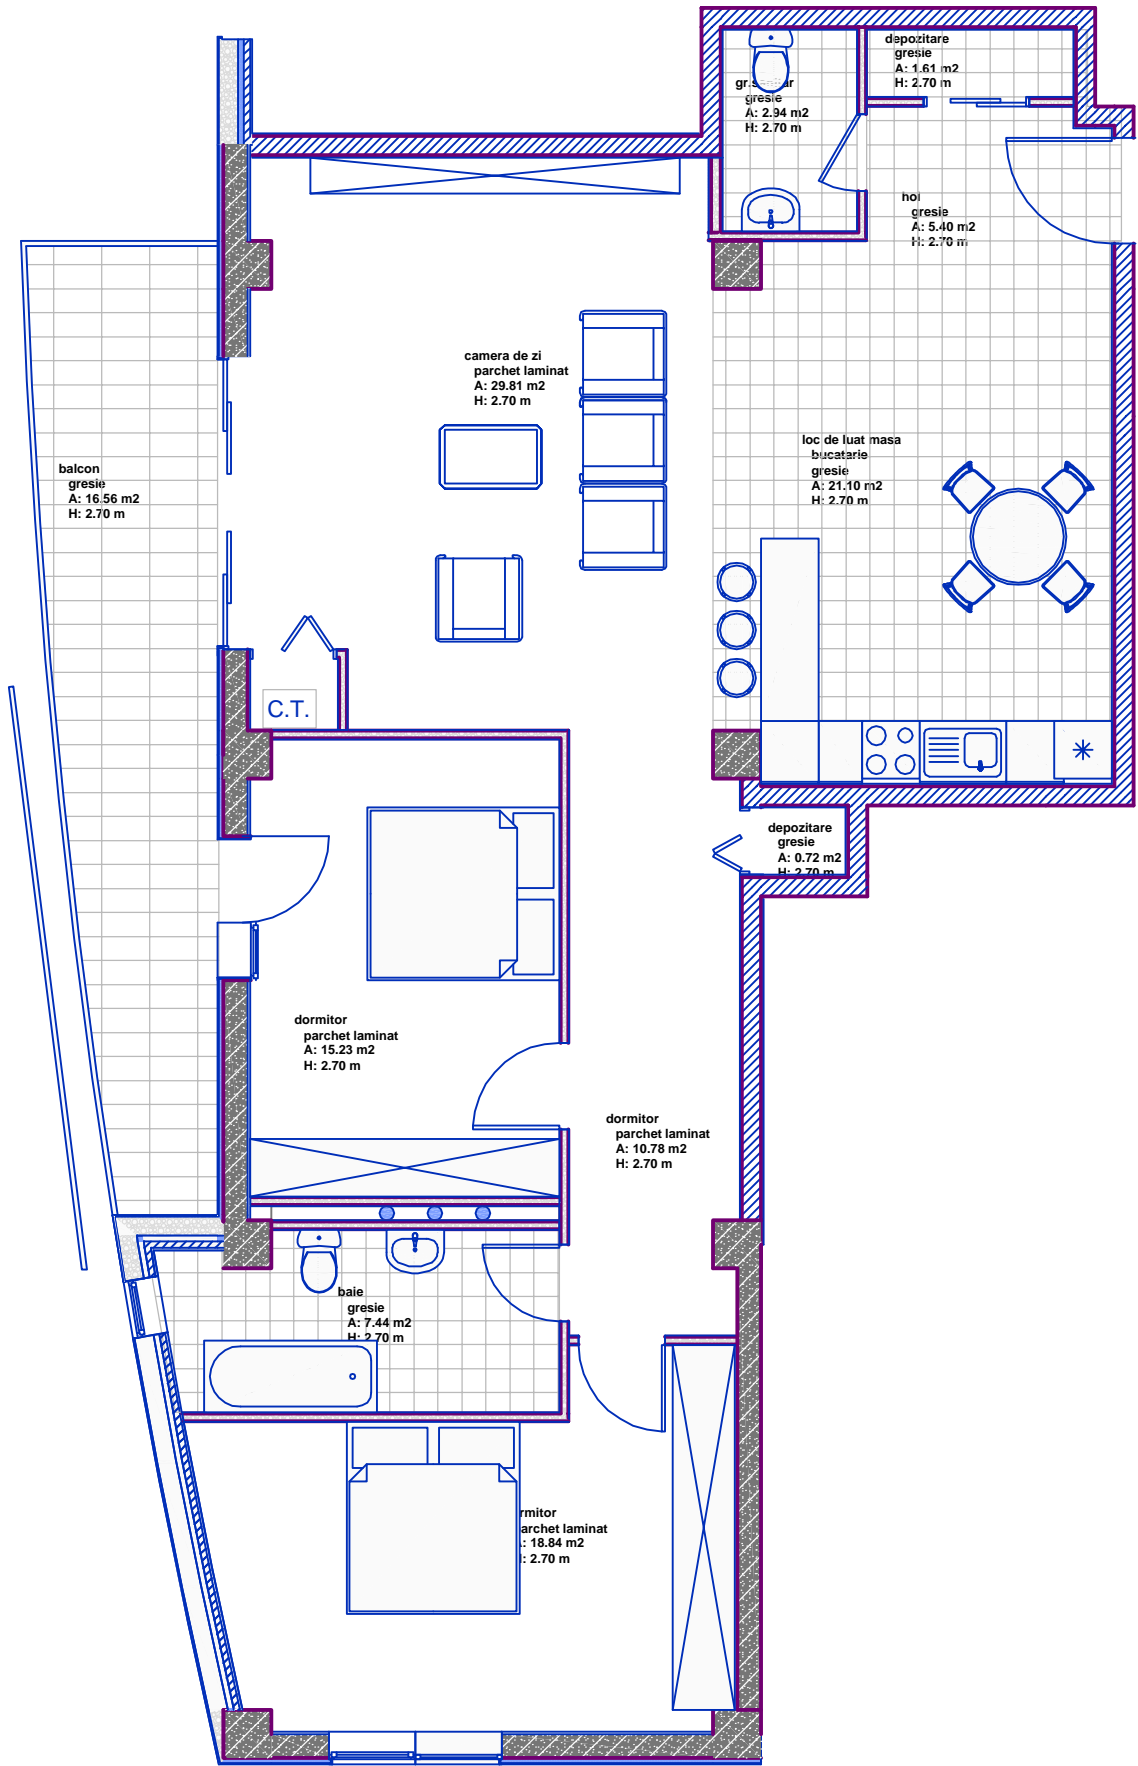 depozitare
gresie
A: 1.61 m2
H: 2.70 m
gresie
A: 2.94 m2
H: 2.70 m
hol
gresie
A: 5.40 m2
H: 2.70 m
camera de zi
parchet laminat
A: 29.81 m2
H: 2.70 m
loc de luat masa
bucatarie
gresie
A: 21.10 m2
H: 2.70 m
balcon
gresie
A: 16.56 m2
H: 2.70 m
C.T.
depozitare
gresie
A: 0.72 m2
H: 2.70 m
dormitor
parchet laminat
A: 15.23 m2
H: 2.70 m
dormitor
parchet laminat
A: 10.78 m2
H: 2.70 m
baie
gresie
A: 7.44 m2
H: 2.70 m
rmitor
archet laminat
: 18.84 m2
: 2.70 m